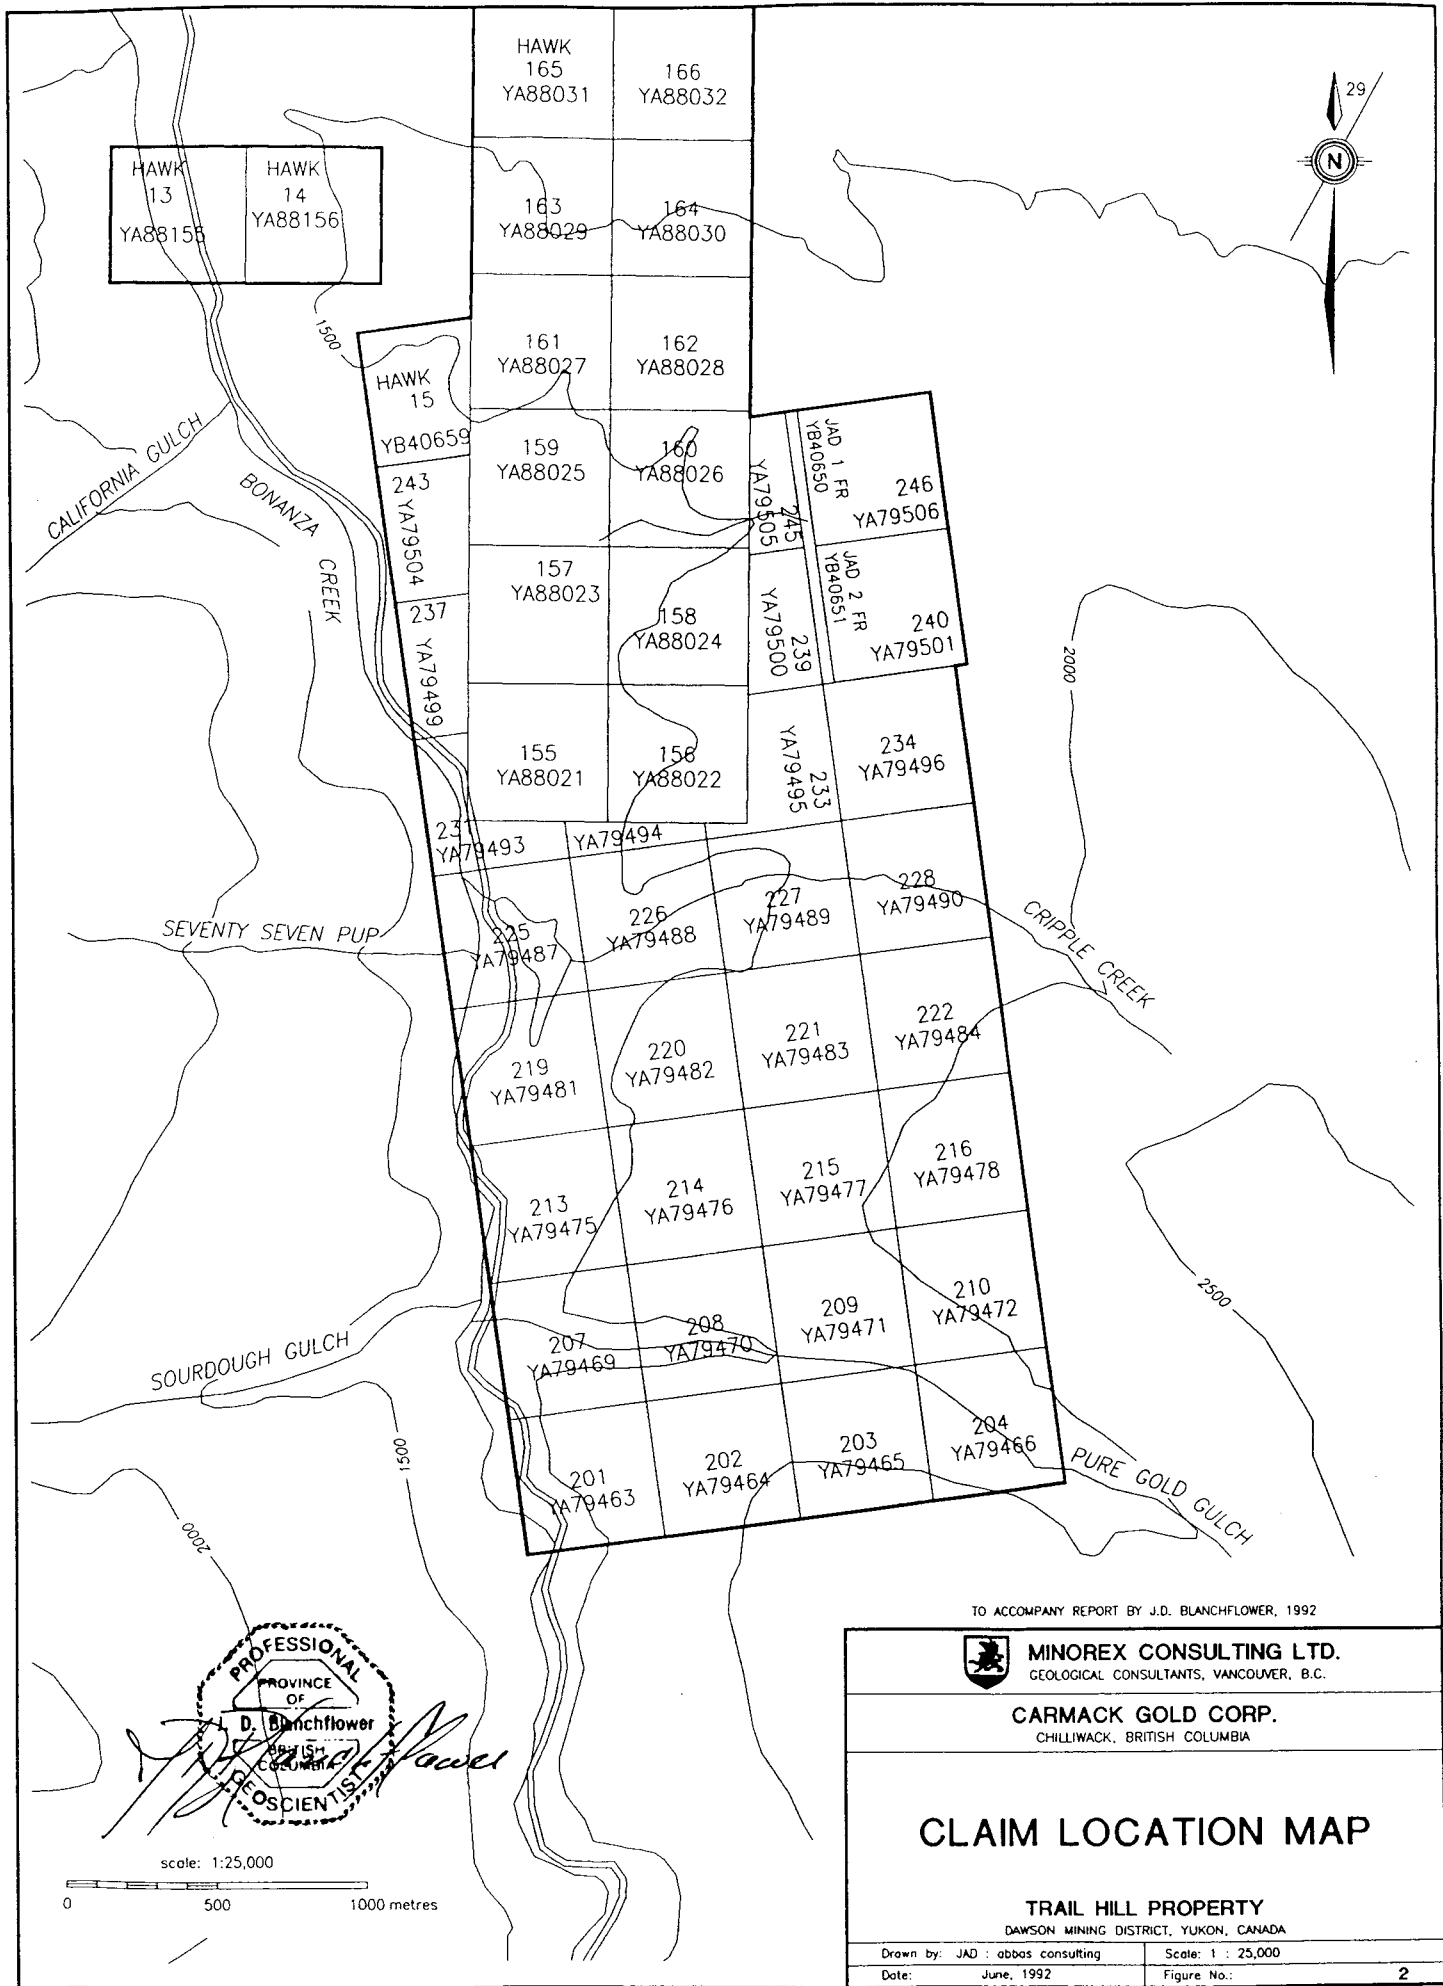 HAWK
165
YA88031
166
YA88032
29
N
HAWK
13
YA88155
HAWK
14
YA88156
163
YA88029
164
YA88030
1500
161
YA88027
162
YA88028
HAWK
15
YB40659
CALIFORNIA GULCH
BONANZA CREEK
159
YA88025
160
YA88026
245
YA79505
JAD 1 FR
YB40650
246
YA79506
243
YA79504
157
YA88023
158
YA88024
239
YA79500
JAD 2 FR
YB40651
240
YA79501
2000
237
YA79499
155
YA88021
156
YA88022
233
YA79495
234
YA79496
231
YA79493
YA79494
225
YA79487
226
YA79488
227
YA79489
228
YA79490
SEVENTY SEVEN PUP
CRIPPLE CREEK
219
YA79481
220
YA79482
221
YA79483
222
YA79484
213
YA79475
214
YA79476
215
YA79477
216
YA79478
2500
207
YA79469
208
YA79470
209
YA79471
210
YA79472
SOURDOUGH GULCH
1500
2000
201
YA79463
202
YA79464
203
YA79465
204
YA79466
PURE GOLD GULCH
TO ACCOMPANY REPORT BY J.D. BLANCHFLOWER, 1992
MINOREX CONSULTING LTD.
GEOLOGICAL CONSULTANTS, VANCOUVER, B.C.
CARMACK GOLD CORP.
CHILLIWACK, BRITISH COLUMBIA
CLAIM LOCATION MAP
TRAIL HILL PROPERTY
DAWSON MINING DISTRICT, YUKON, CANADA
Drawn by: JAD : abbas consulting
Scale: 1 : 25,000
Date: June, 1992
Figure No.: 2
PROFESSIONAL
PROVINCE
OF
J. D. Blanchflower
BRITISH
COLUMBIA
GEOSCIENTIST
scale: 1:25,000
0 500 1000 metres